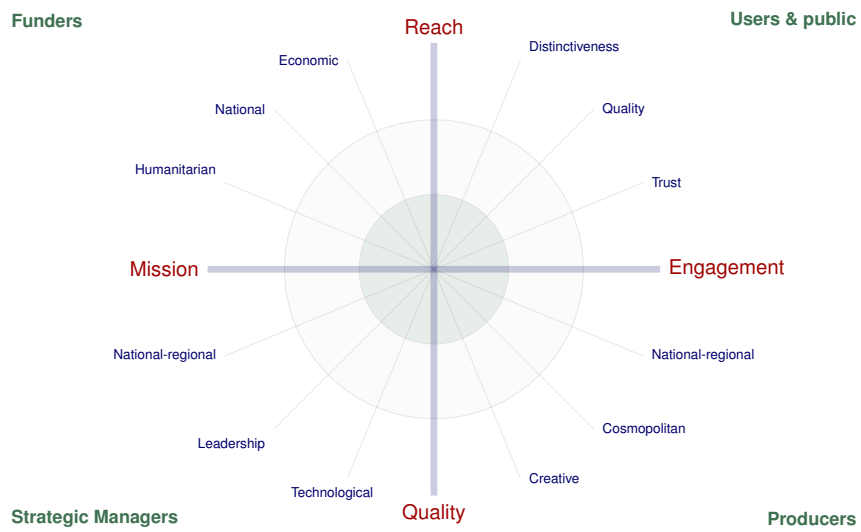 Funders
Users & public
Reach
Economic
Distinctiveness
National
Quality
Humanitarian
Trust
Mission
Engagement
National-regional
National-regional
Leadership
Cosmopolitan
Technological
Creative
Strategic Managers
Quality
Producers